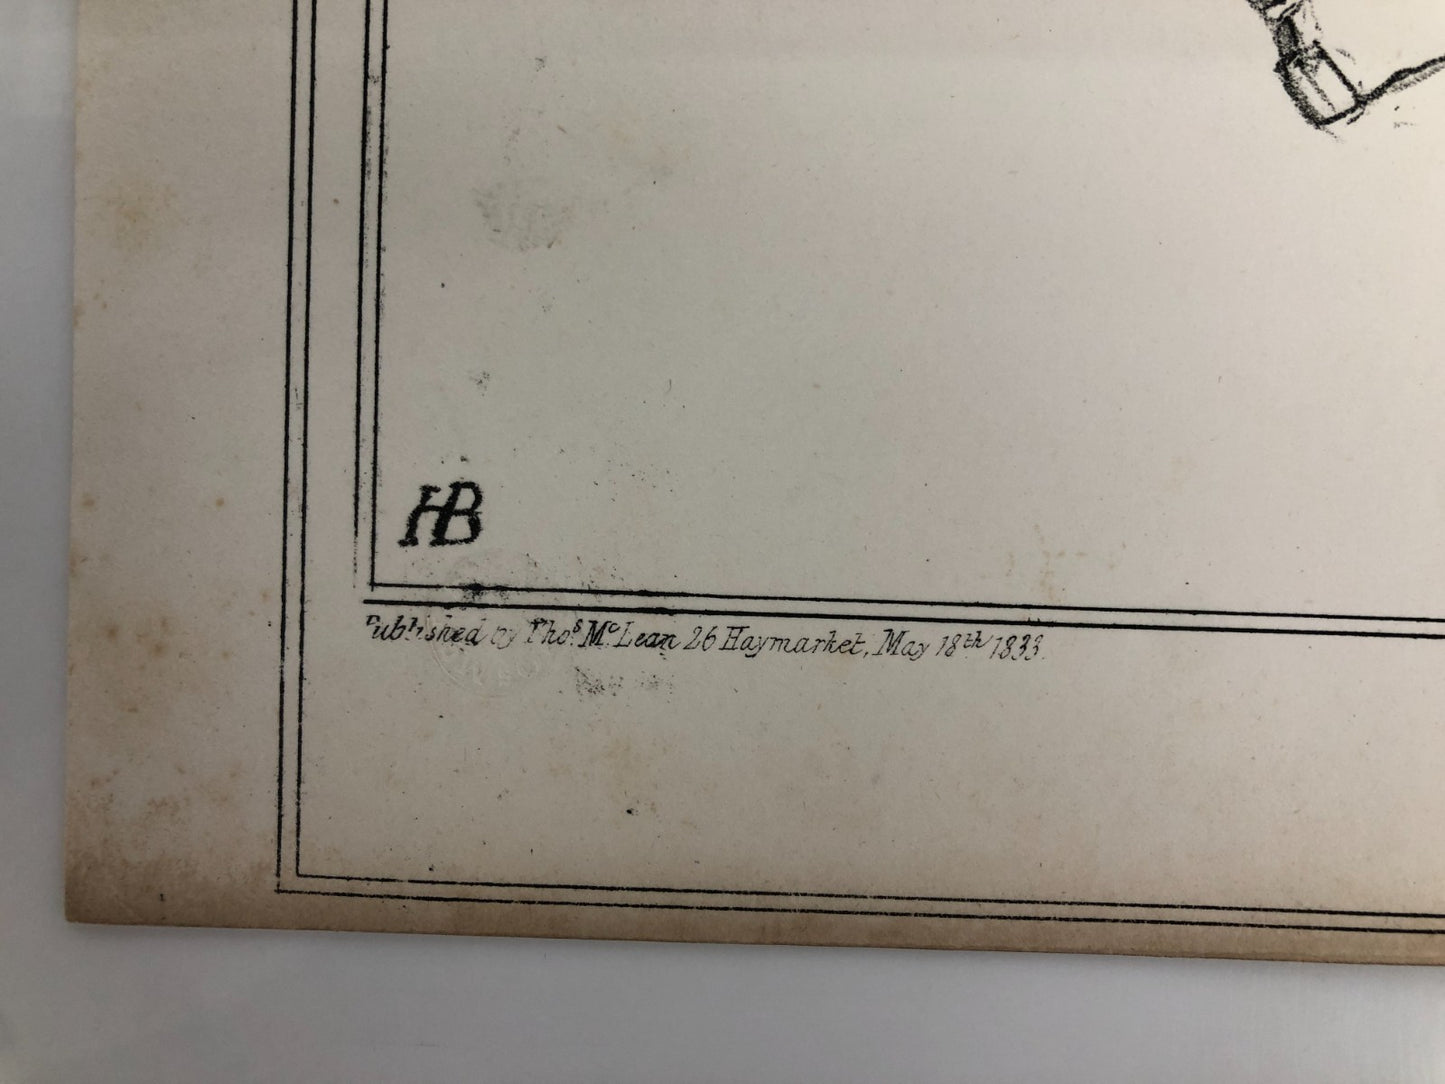 HB
Published by Thos. Mc. Lean 26 Haymarket, May 18th 1833.